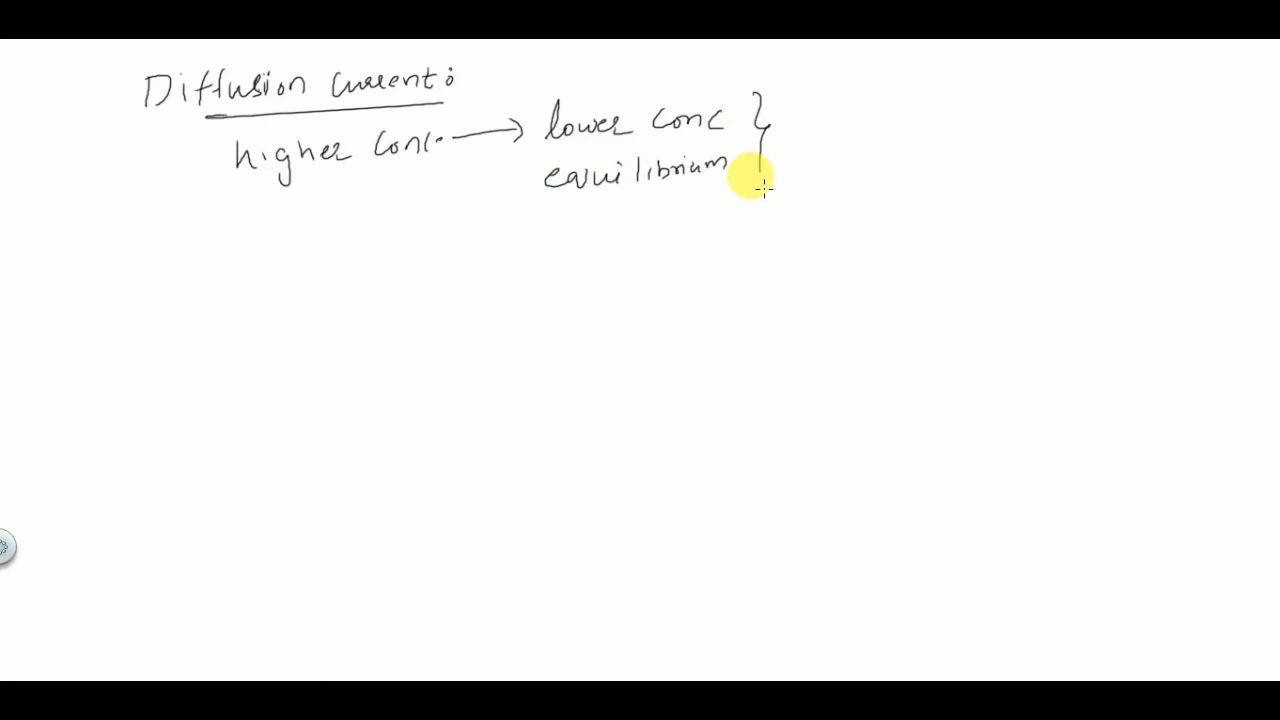 Diffusion Current:
higher conc. → lower conc }
equilibrium